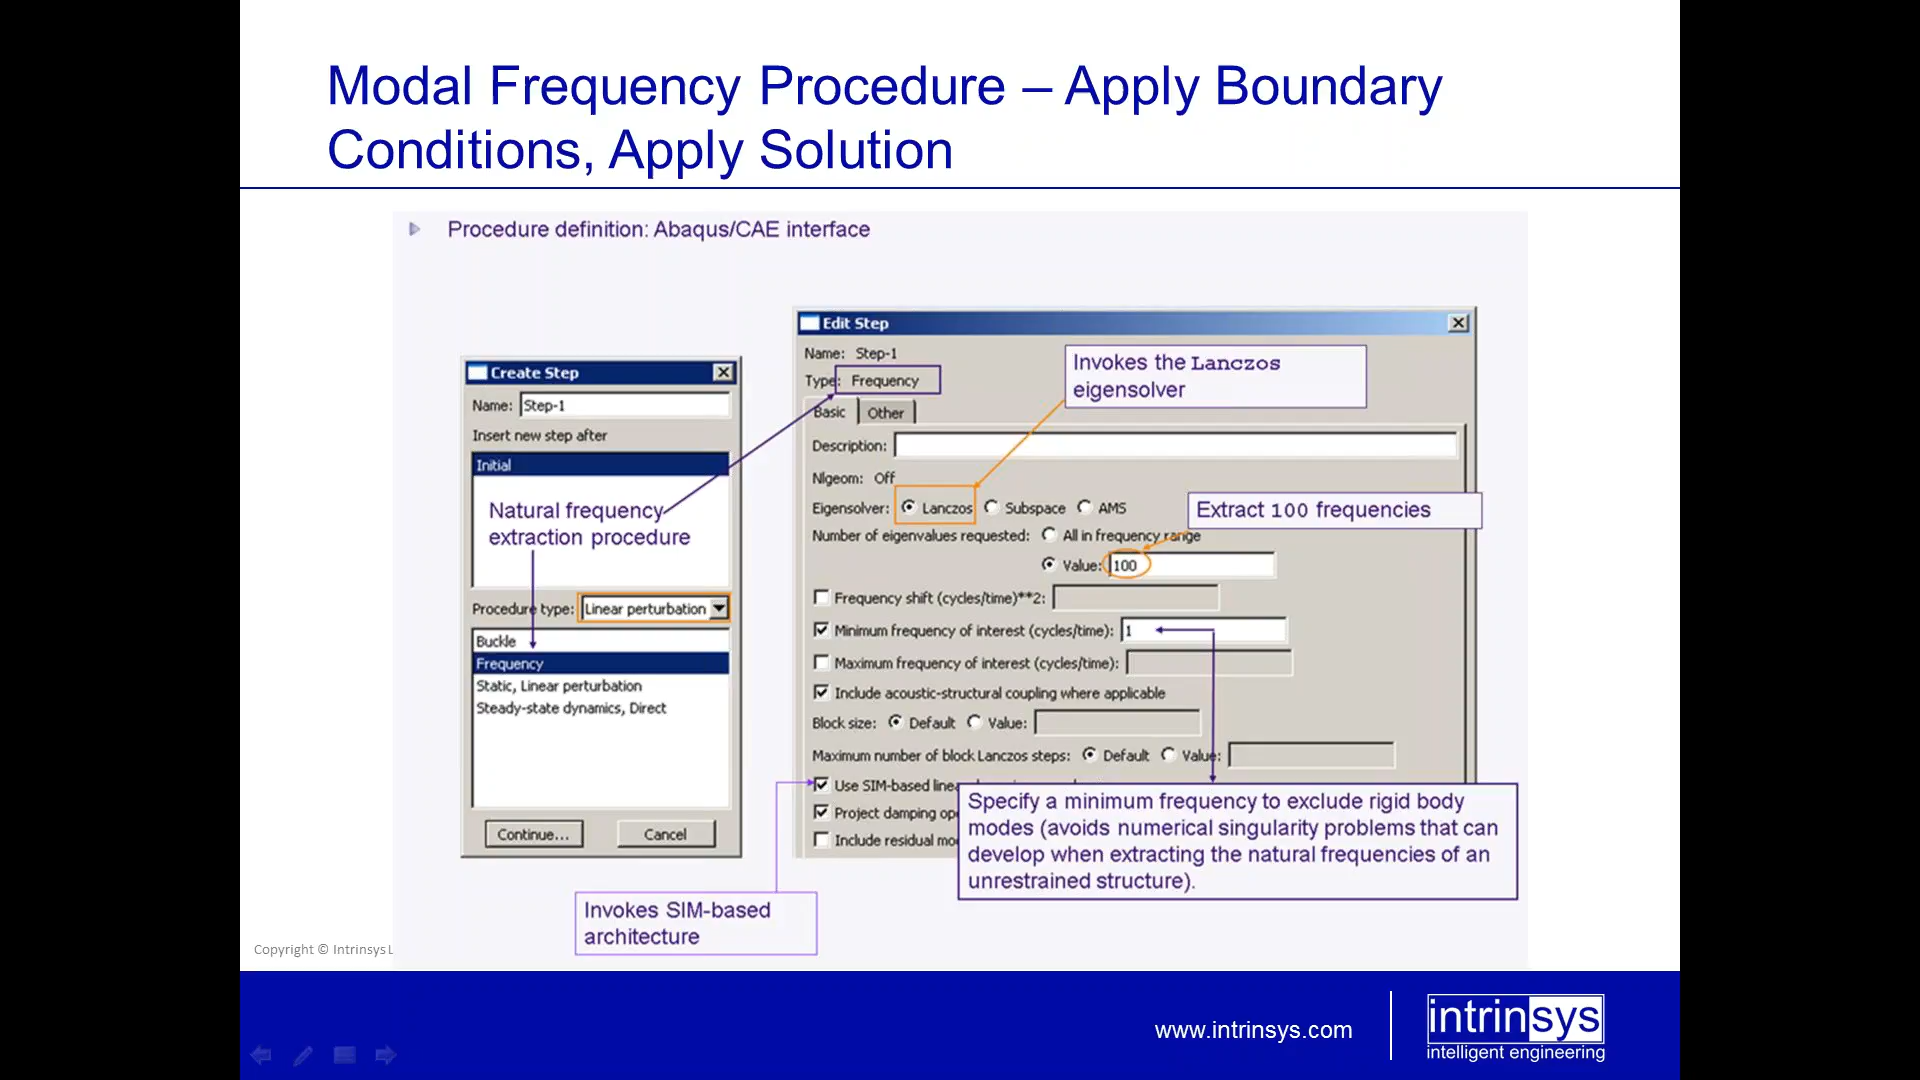 Modal Frequency Procedure – Apply Boundary
Conditions, Apply Solution
Procedure definition: Abaqus/CAE interface
Create Step
Name: Step-1
Insert new step after
Initial
Natural frequency
extraction procedure
Procedure type: Linear perturbation
Buckle
Frequency
Static, Linear perturbation
Steady-state dynamics, Direct
Continue...
Cancel
Edit Step
Name: Step-1
Type: Frequency
Invokes the Lanczos
eigensolver
Basic Other
Description:
Nlgeom: Off
Eigensolver: Lanczos Subspace AMS
Extract 100 frequencies
Number of eigenvalues requested: All in frequency range
Value: 100
Frequency shift (cycles/time)**2:
Minimum frequency of interest (cycles/time): 1
Maximum frequency of interest (cycles/time):
Include acoustic-structural coupling where applicable
Block size: Default Value:
Maximum number of block Lanczos steps: Default Value:
Use SIM-based
Project damping
Include residual
Specify a minimum frequency to exclude rigid body
modes (avoids numerical singularity problems that can
develop when extracting the natural frequencies of an
unrestrained structure).
Invokes SIM-based
architecture
Copyright © Intrinsys L
www.intrinsys.com
intrinsys
intelligent engineering